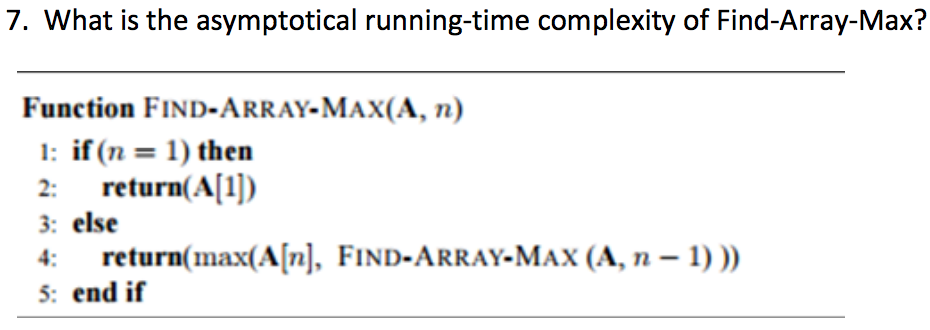 7. What is the asymptotical running-time complexity of Find-Array-Max?
Function FIND-ARRAY-MAX(A, n)
1: if (n = 1) then
2: return(A[1])
3: else
4: return(max(A[n], FIND-ARRAY-MAX (A, n − 1) ))
5: end if